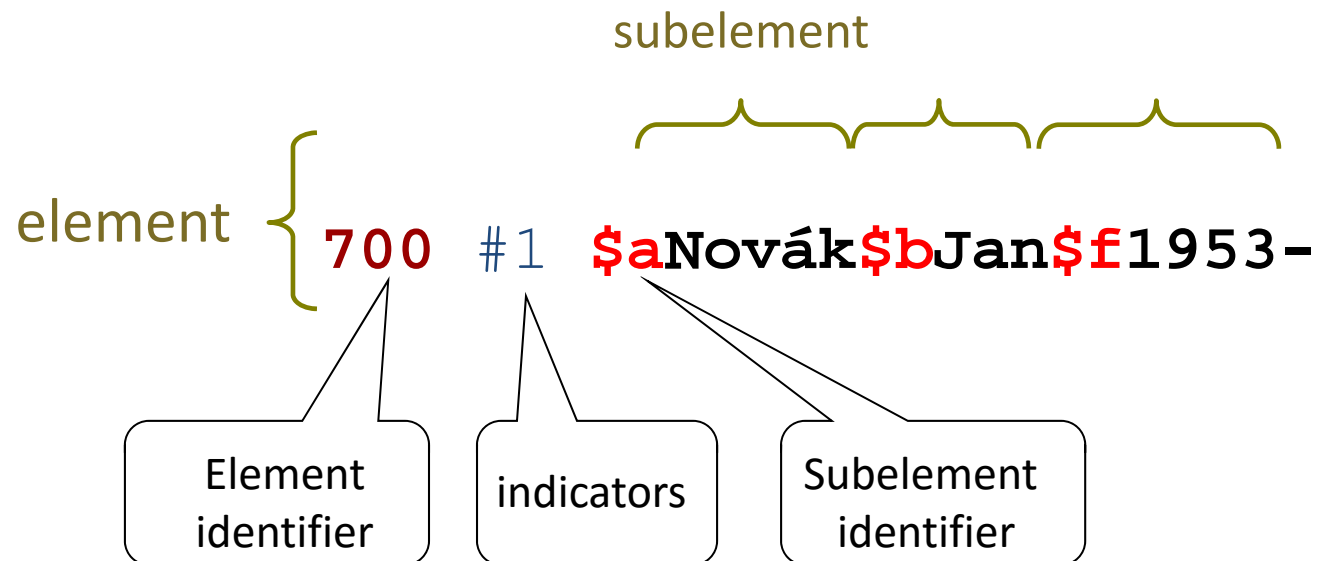 subelement
element
700 #1 $aNovák$bJan$f1953-
Element
identifier
indicators
Subelement
identifier